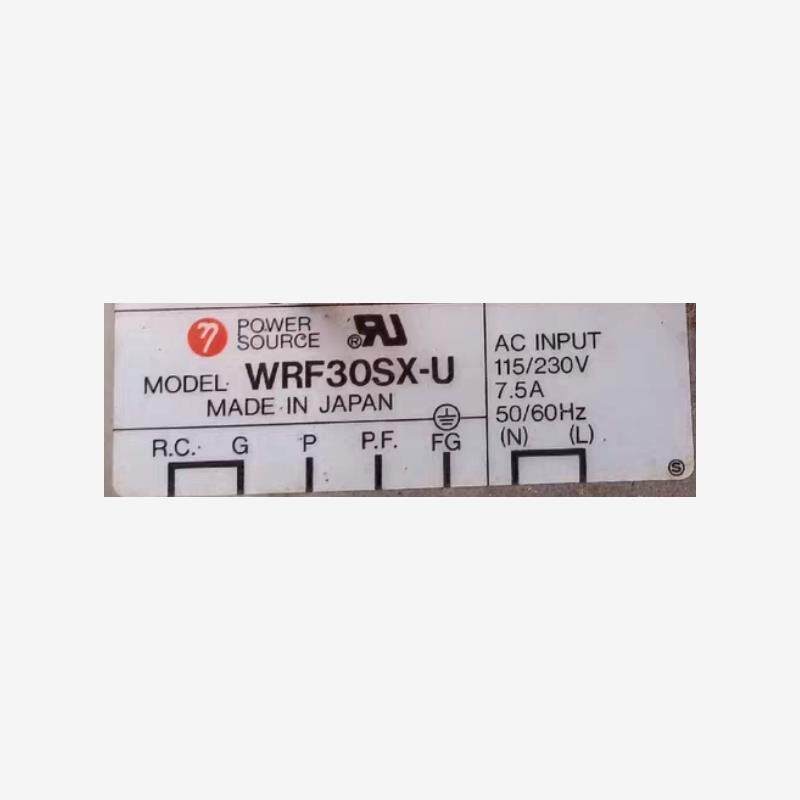 η POWER
SOURCE
MODEL WRF30SX-U
MADE IN JAPAN
R.C. G P P.F. FG
AC INPUT
115/230V
7.5A
50/60Hz
(N) (L)
S